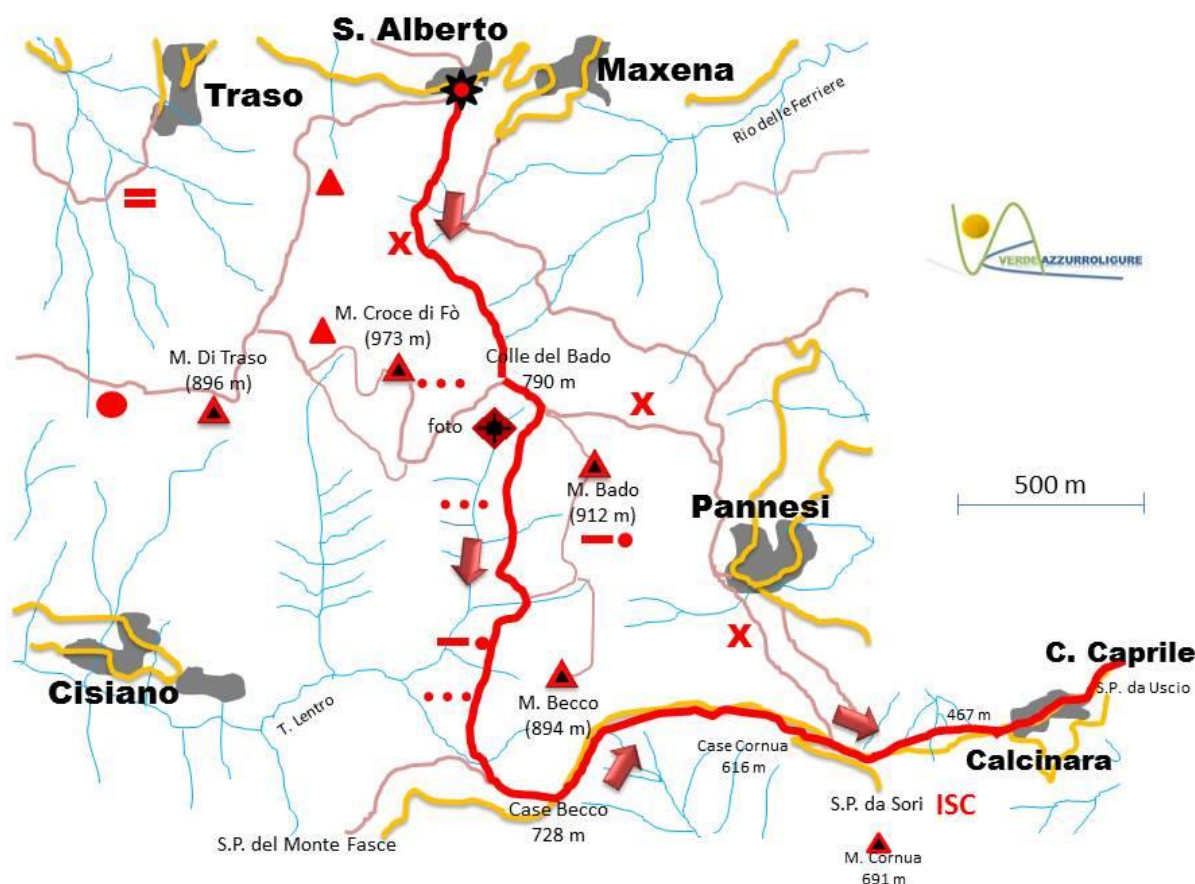 S. Alberto
Maxena
Traso
Rio delle Ferriere
VERDEAZZURROLIGURE
X
M. Croce di Fò
(973 m)
M. Di Traso
(896 m)
Colle del Bado
790 m
X
foto
M. Bado
(912 m)
Pannesi
500 m
X
Cisiano
C. Caprile
S.P. da Uscio
T. Lentro
M. Becco
(894 m)
467 m
Case Cornua
616 m
Calcinara
Case Becco
728 m
S.P. da Sori
ISC
S.P. del Monte Fasce
M. Cornua
691 m